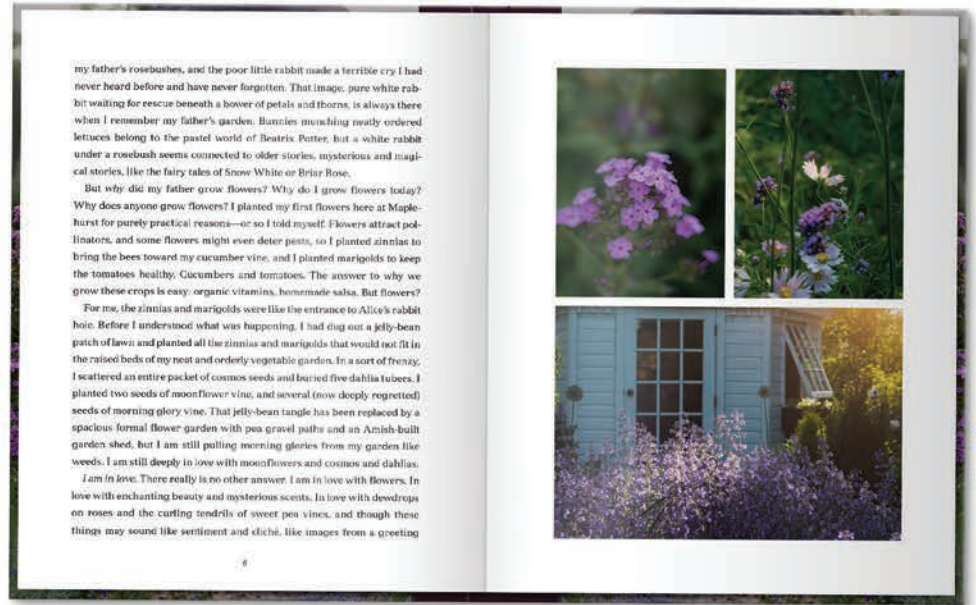 my father's rosebushes, and the poor little rabbit made a terrible cry I had
never heard before and have never forgotten. That image, pure white rab-
bit waiting for rescue beneath a bower of petals and thorns, is always there
when I remember my father's garden. Bunnies munching neatly ordered
lettuces belong to the pastel world of Beatrix Potter, but a white rabbit
under a rosebush seems connected to older stories, mysterious and magi-
cal stories, like the fairy tales of Snow White or Briar Rose.
But why did my father grow flowers? Why do I grow flowers today?
Why does anyone grow flowers? I planted my first flowers here at Maple-
hurst for purely practical reasons—or so I told myself. Flowers attract pol-
linators, and some flowers might even deter pests, so I planted zinnias to
bring the bees toward my cucumber vine, and I planted marigolds to keep
the tomatoes healthy. Cucumbers and tomatoes. The answer to why we
grow these crops is easy: organic vitamins, homemade salsa. But flowers?
For me, the zinnias and marigolds were like the entrance to Alice's rabbit
hole. Before I understood what was happening, I had dug out a jelly-bean
patch of lawn and planted all the zinnias and marigolds that would not fit in
the raised beds of my neat and orderly vegetable garden. In a sort of frenzy,
I scattered an entire packet of cosmos seeds and buried five dahlia tubers. I
planted two seeds of moonflower vine, and several (now deeply regretted)
seeds of morning glory vine. That jelly-bean tangle has been replaced by a
spacious formal flower garden with pea gravel paths and an Amish-built
garden shed, but I am still pulling morning glories from my garden like
weeds. I am still deeply in love with moonflowers and cosmos and dahlias.
I am in love. There really is no other answer. I am in love with flowers. In
love with enchanting beauty and mysterious scents. In love with dewdrops
on roses and the curling tendrils of sweet pea vines, and though these
things may sound like sentiment and cliché, like images from a greeting
6